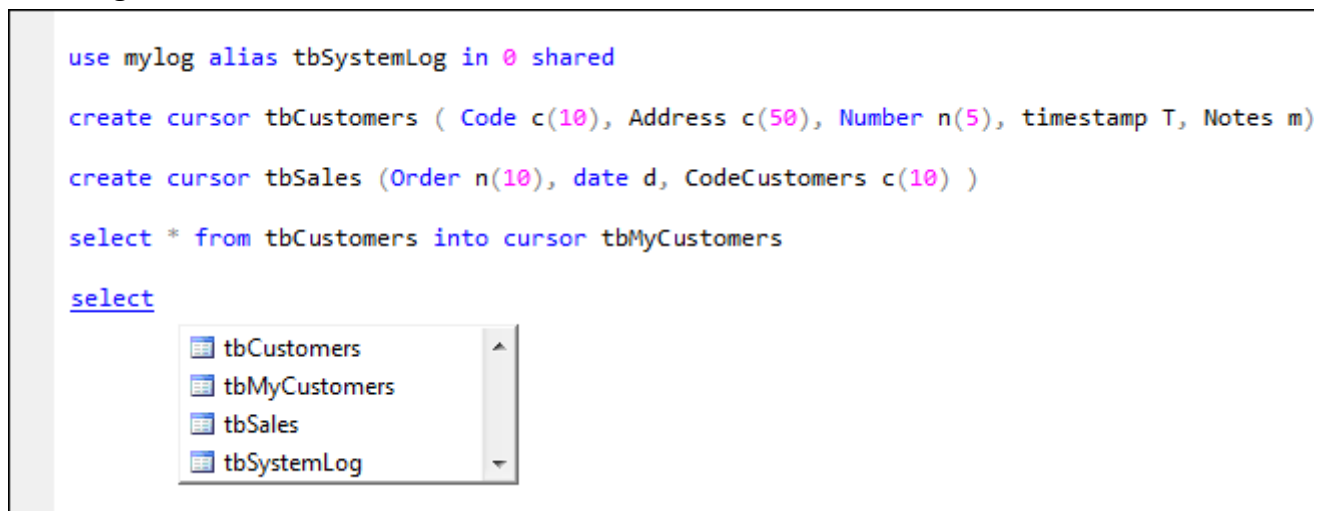 use mylog alias tbSystemLog in 0 shared
create cursor tbCustomers ( Code c(10), Address c(50), Number n(5), timestamp T, Notes m)
create cursor tbSales (Order n(10), date d, CodeCustomers c(10) )
select * from tbCustomers into cursor tbMyCustomers
select
tbCustomers
tbMyCustomers
tbSales
tbSystemLog